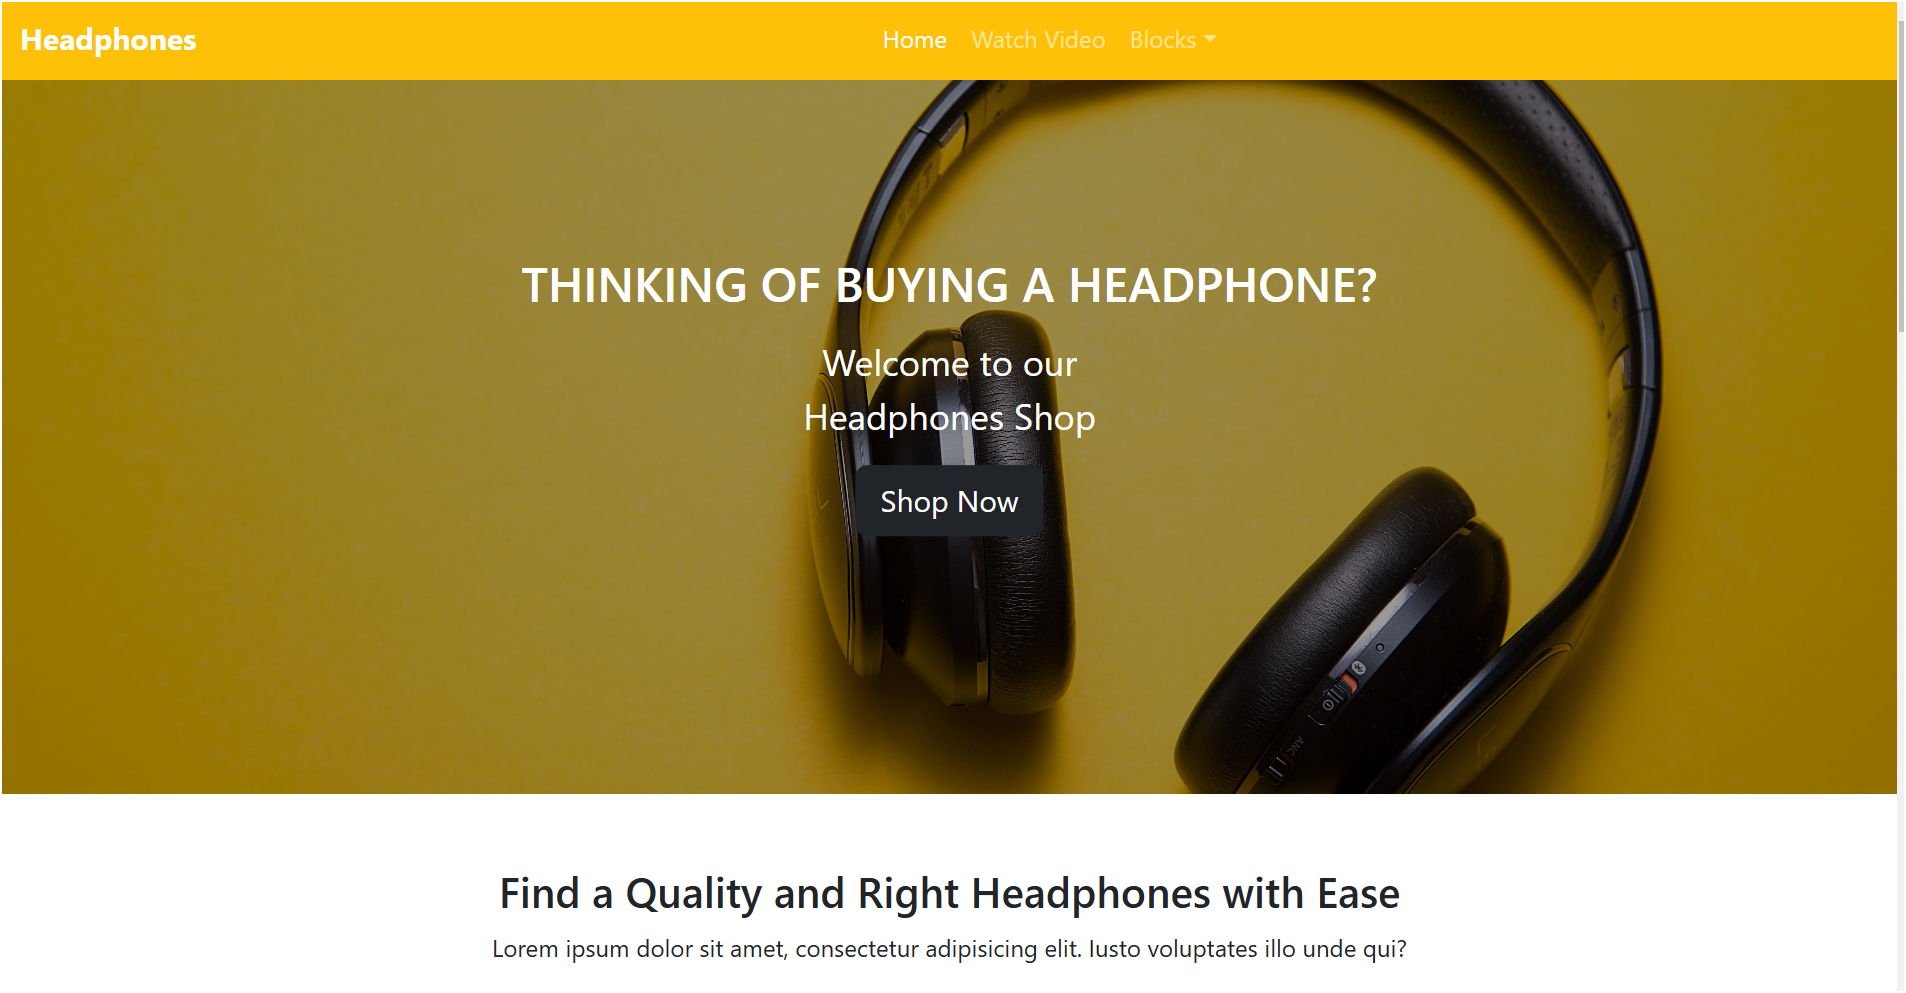 Headphones
Home Watch Video Blocks
THINKING OF BUYING A HEADPHONE?
Welcome to our
Headphones Shop
Shop Now
ANC
Find a Quality and Right Headphones with Ease
Lorem ipsum dolor sit amet, consectetur adipisicing elit. Iusto voluptates illo unde qui?